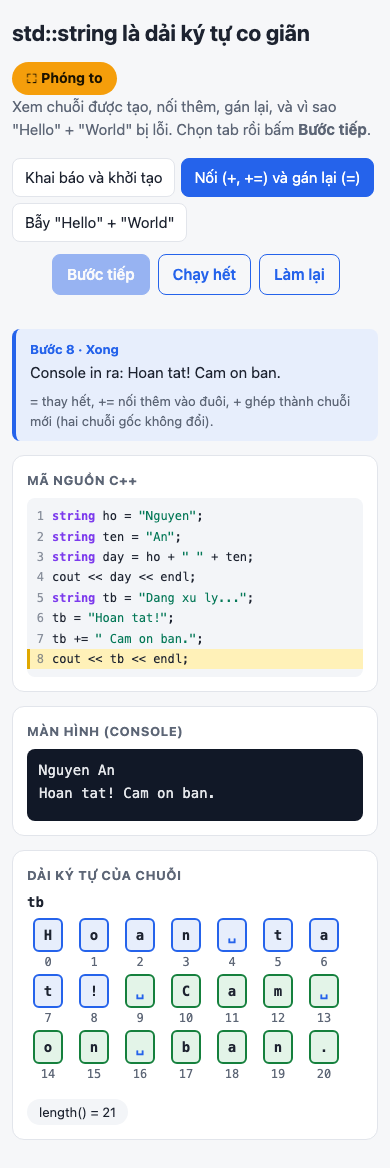 std::string là dải ký tự co giãn
⛶ Phóng to
Xem chuỗi được tạo, nối thêm, gán lại, và vì sao
"Hello" + "World" bị lỗi. Chọn tab rồi bấm Bước tiếp.
Khai báo và khởi tạo
Nối (+, +=) và gán lại (=)
Bẫy "Hello" + "World"
Bước tiếp
Chạy hết
Làm lại
Bước 8 · Xong
Console in ra: Hoan tat! Cam on ban.
= thay hết, += nối thêm vào đuôi, + ghép thành chuỗi
mới (hai chuỗi gốc không đổi).
MÃ NGUỒN C++
1 string ho = "Nguyen";
2 string ten = "An";
3 string day = ho + " " + ten;
4 cout << day << endl;
5 string tb = "Dang xu ly...";
6 tb = "Hoan tat!";
7 tb += " Cam on ban.";
8 cout << tb << endl;
MÀN HÌNH (CONSOLE)
Nguyen An
Hoan tat! Cam on ban.
DẢI KÝ TỰ CỦA CHUỖI
tb
H o a n ␣ t a
0 1 2 3 4 5 6
t ! ␣ C a m ␣
7 8 9 10 11 12 13
o n ␣ b a n .
14 15 16 17 18 19 20
length() = 21